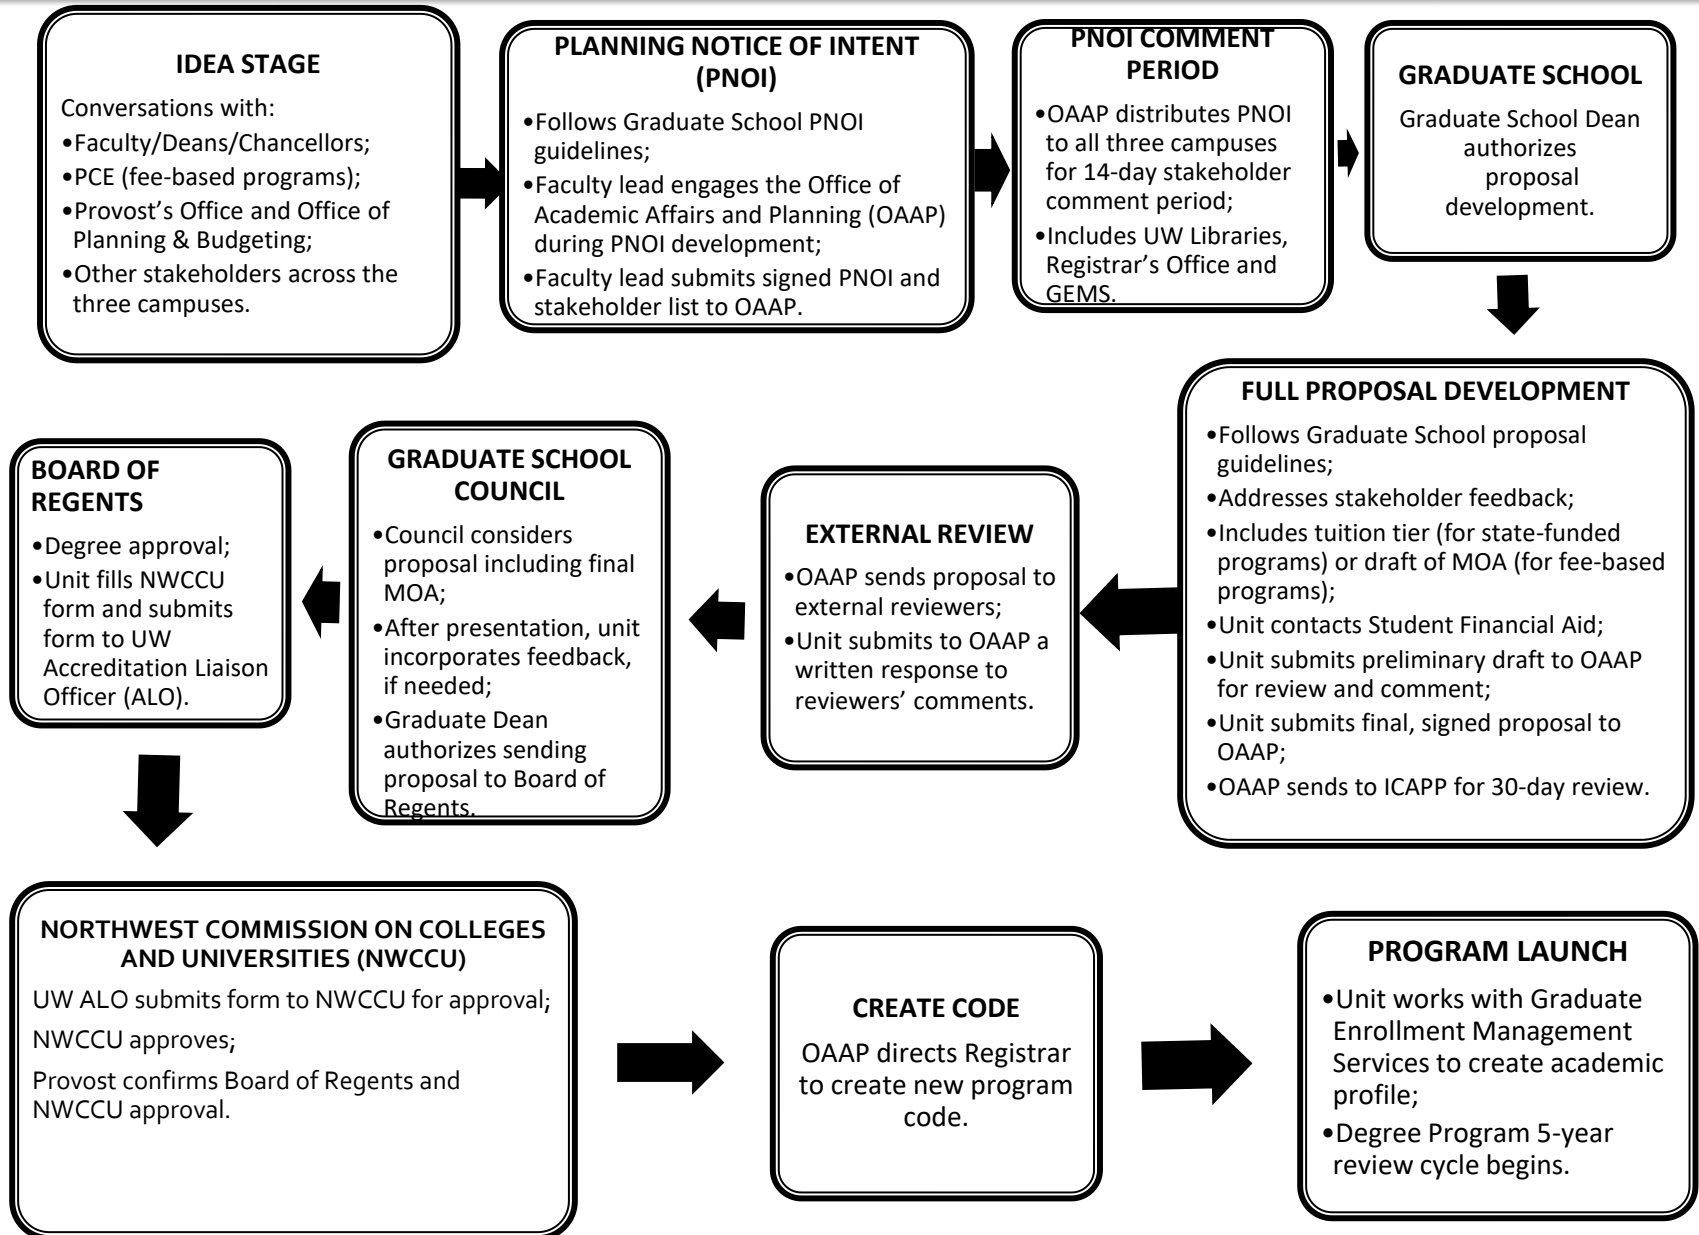 IDEA STAGE
Conversations with:
•Faculty/Deans/Chancellors;
•PCE (fee-based programs);
•Provost’s Office and Office of
Planning & Budgeting;
•Other stakeholders across the
three campuses.
PLANNING NOTICE OF INTENT
(PNOI)
•Follows Graduate School PNOI
guidelines;
•Faculty lead engages the Office of
Academic Affairs and Planning (OAAP)
during PNOI development;
•Faculty lead submits signed PNOI and
stakeholder list to OAAP.
PNOI COMMENT
PERIOD
•OAAP distributes PNOI
to all three campuses
for 14-day stakeholder
comment period;
•Includes UW Libraries,
Registrar’s Office and
GEMS.
GRADUATE SCHOOL
Graduate School Dean
authorizes
proposal
development.
FULL PROPOSAL DEVELOPMENT
•Follows Graduate School proposal
guidelines;
•Addresses stakeholder feedback;
•Includes tuition tier (for state-funded
programs) or draft of MOA (for fee-based
programs);
•Unit contacts Student Financial Aid;
•Unit submits preliminary draft to OAAP
for review and comment;
•Unit submits final, signed proposal to
OAAP;
•OAAP sends to ICAPP for 30-day review.
EXTERNAL REVIEW
•OAAP sends proposal to
external reviewers;
•Unit submits to OAAP a
written response to
reviewers’ comments.
GRADUATE SCHOOL
COUNCIL
•Council considers
proposal including final
MOA;
•After presentation, unit
incorporates feedback,
if needed;
•Graduate Dean
authorizes sending
proposal to Board of
Regents.
BOARD OF
REGENTS
•Degree approval;
•Unit fills NWCCU
form and submits
form to UW
Accreditation Liaison
Officer (ALO).
NORTHWEST COMMISSION ON COLLEGES
AND UNIVERSITIES (NWCCU)
UW ALO submits form to NWCCU for approval;
NWCCU approves;
Provost confirms Board of Regents and
NWCCU approval.
CREATE CODE
OAAP directs Registrar
to create new program
code.
PROGRAM LAUNCH
•Unit works with Graduate
Enrollment Management
Services to create academic
profile;
•Degree Program 5-year
review cycle begins.